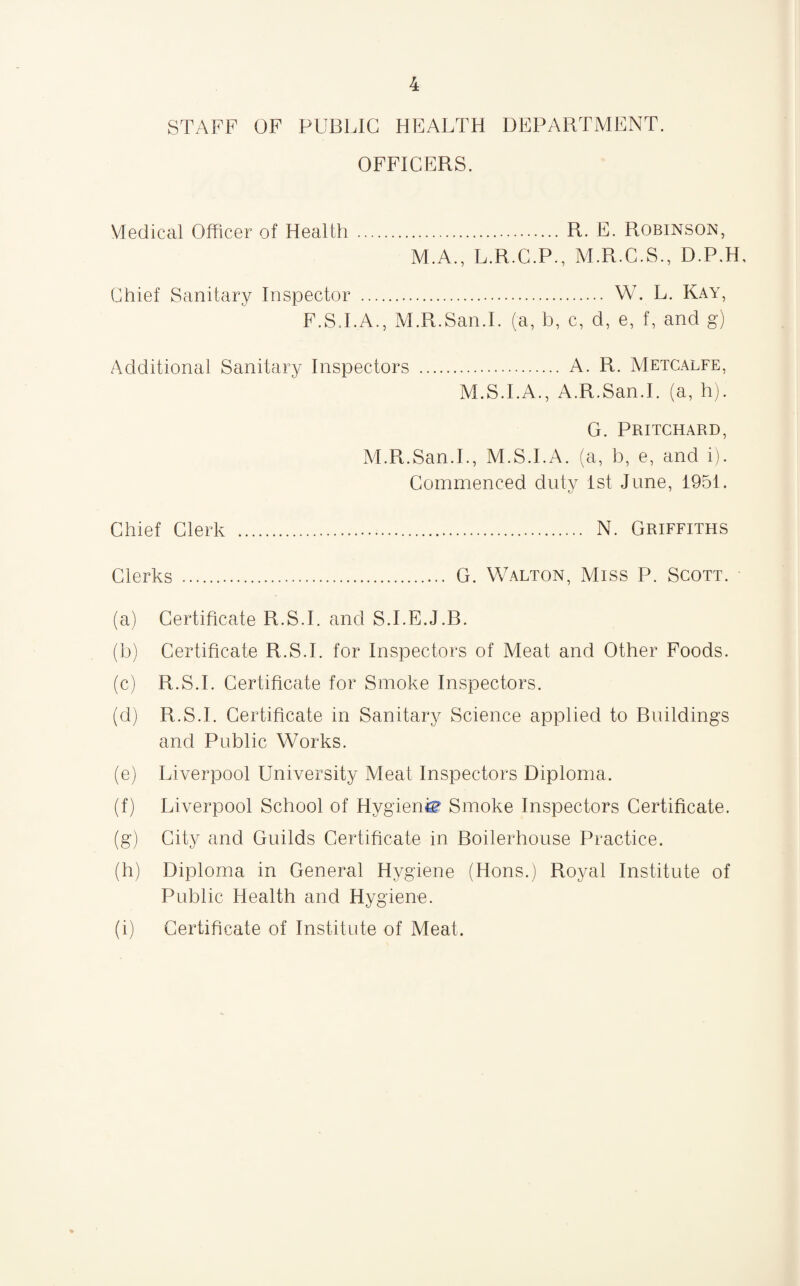 4
STAFF OF PUBLIC HEALTH DEPARTMENT.
OFFICERS.
Medical Officer of Health ........................................ R. E. ROBINSON,
M.A., L.R.C.P., M.R.C.S., D.P.H.
Chief Sanitary Inspector ................................................ W. L. KAY,
F.S.I.A., M.R.San.I. (a, b, c, d, e, f, and g)
Additional Sanitary Inspectors ............................ A. R. METCALFE,
M.S.I.A., A.R.San.I. (a, h).
G. PRITCHARD,
M.R.San.I., M.S.I.A. (a, b, e, and i).
Commenced duty 1st June, 1951.
Chief Clerk .................................................................... N. GRIFFITHS
Clerks .................................................... G. WALTON, MISS P. SCOTT.
(a) Certificate R.S.I. and S.I.E.J.B.
(b) Certificate R.S.I. for Inspectors of Meat and Other Foods.
(c) R.S.I. Certificate for Smoke Inspectors.
(d) R.S.I. Certificate in Sanitary Science applied to Buildings
and Public Works.
(e) Liverpool University Meat Inspectors Diploma.
(f) Liverpool School of Hygiene Smoke Inspectors Certificate.
(g) City and Guilds Certificate in Boilerhouse Practice.
(h) Diploma in General Hygiene (Hons.) Royal Institute of
Public Health and Hygiene.
(i) Certificate of Institute of Meat.